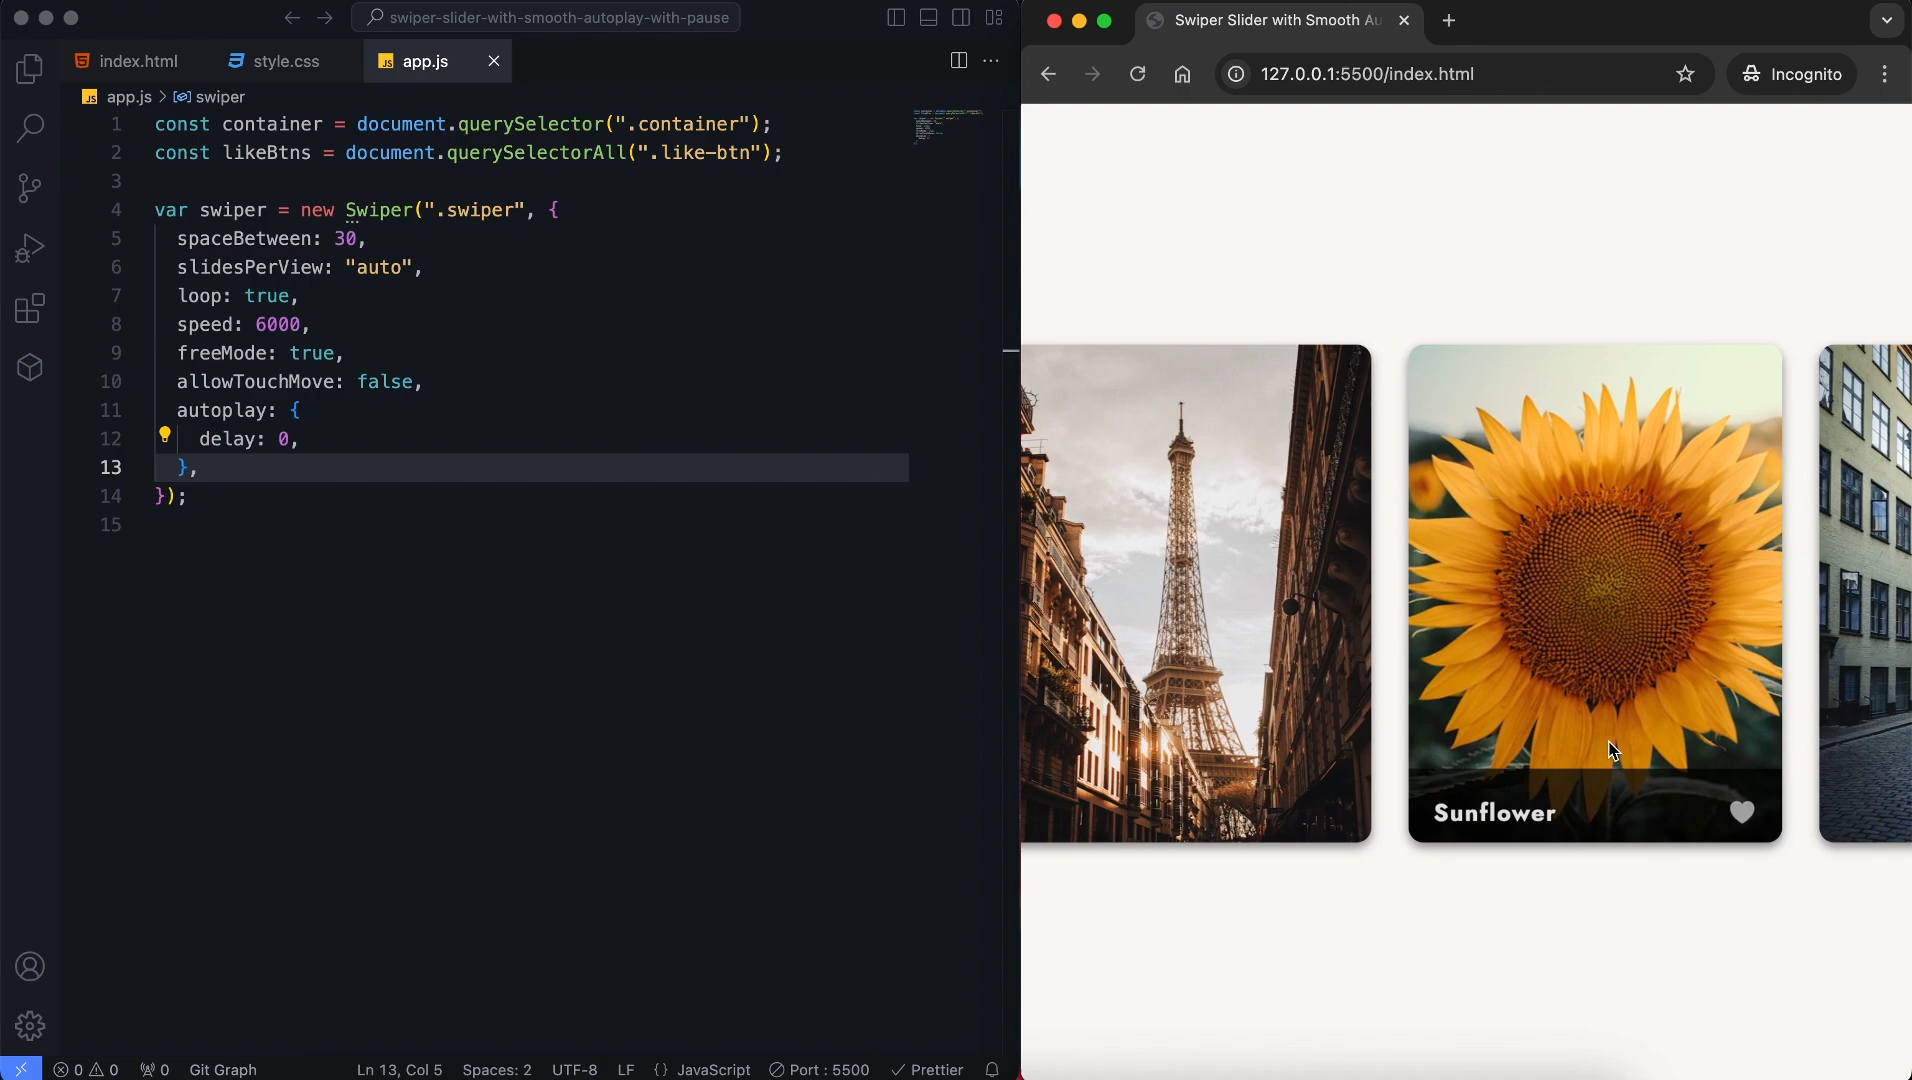 swiper-slider-with-smooth-autoplay-with-pause
index.html
style.css
JS app.js
JS app.js > swiper
1 const container = document.querySelector(".container");
2 const likeBtns = document.querySelectorAll(".like-btn");
3
4 var swiper = new Swiper(".swiper", {
5 spaceBetween: 30,
6 slidesPerView: "auto",
7 loop: true,
8 speed: 6000,
9 freeMode: true,
10 allowTouchMove: false,
11 autoplay: {
12 delay: 0,
13 },
14 });
15
0 0 0 Git Graph Ln 13, Col 5 Spaces: 2 UTF-8 LF {} JavaScript Port : 5500 Prettier
Swiper Slider with Smooth Au
127.0.0.1:5500/index.html
Incognito
Sunflower